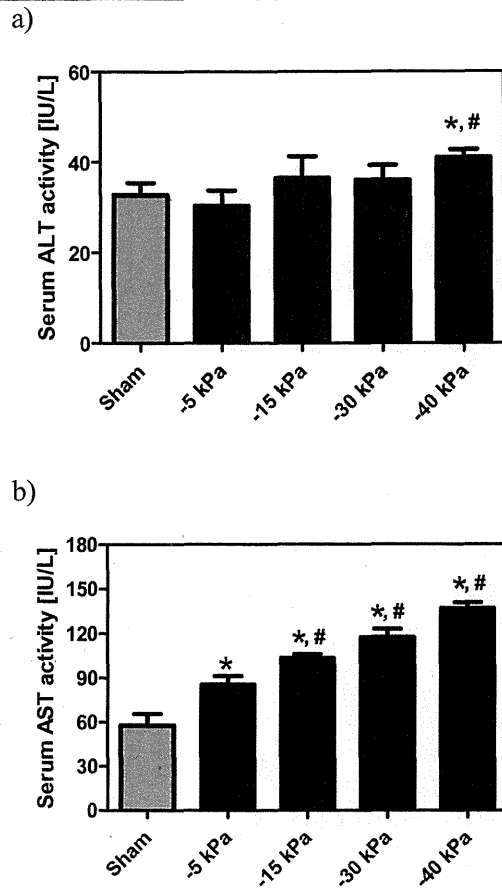 a)
Serum ALT activity [IU/L]
60
40
20
0
*, #
Sham
-5 kPa
-15 kPa
-30 kPa
-40 kPa
b)
Serum AST activity [IU/L]
180
150
120
90
60
30
0
*
*, #
*, #
*, #
Sham
-5 kPa
-15 kPa
-30 kPa
-40 kPa